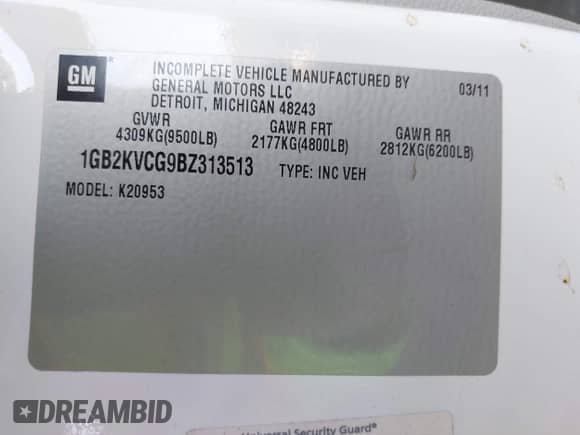 GM
INCOMPLETE VEHICLE MANUFACTURED BY
GENERAL MOTORS LLC
DETROIT, MICHIGAN 48243
03/11
GVWR
4309KG(9500LB)
GAWR FRT
2177KG(4800LB)
GAWR RR
2812KG(6200LB)
1GB2KVCG9BZ313513
TYPE: INC VEH
MODEL: K20953
DREAMBID
Universal Security Guard®